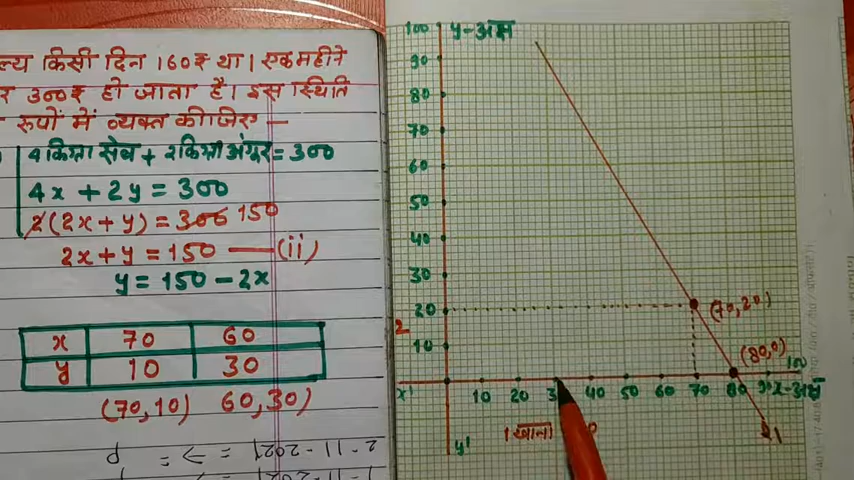 ल्य किसी दिन 160₹ था। एक महीने
र 300₹ हो जाता है। इस स्थिति
रुपों में व्यक्त कीजिए —
4 किग्रा सेब + 2 किग्रा अंगूर = 300
4x + 2y = 300
2(2x + y) = 300 150
2x + y = 150 —— (ii)
y = 150 - 2x
x 70 60
y 10 30
(70,10) 60,30)
2-11-2021
y-अक्ष
100
90
80
70
60
50
40
30
20
10
(70,20)
(80,0)
100
x' 10 20 40 50 60 70 80 90 x-अक्ष
y'
1 खाना